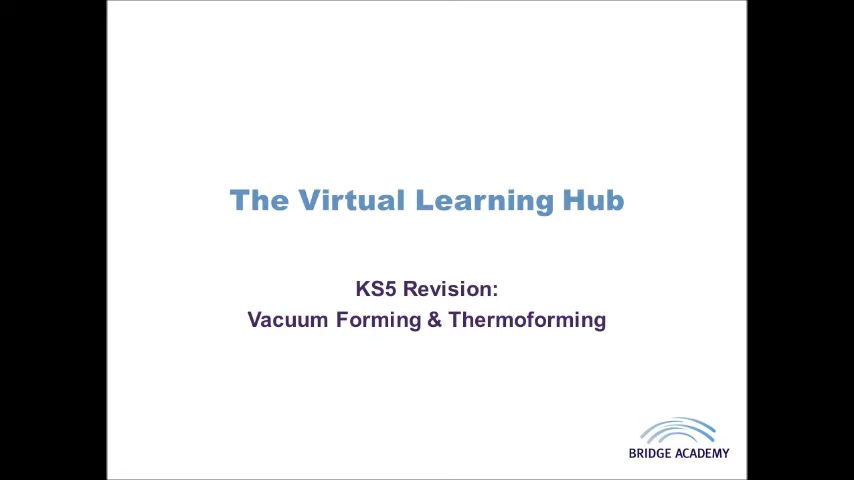 The Virtual Learning Hub
KS5 Revision:
Vacuum Forming & Thermoforming
BRIDGE ACADEMY